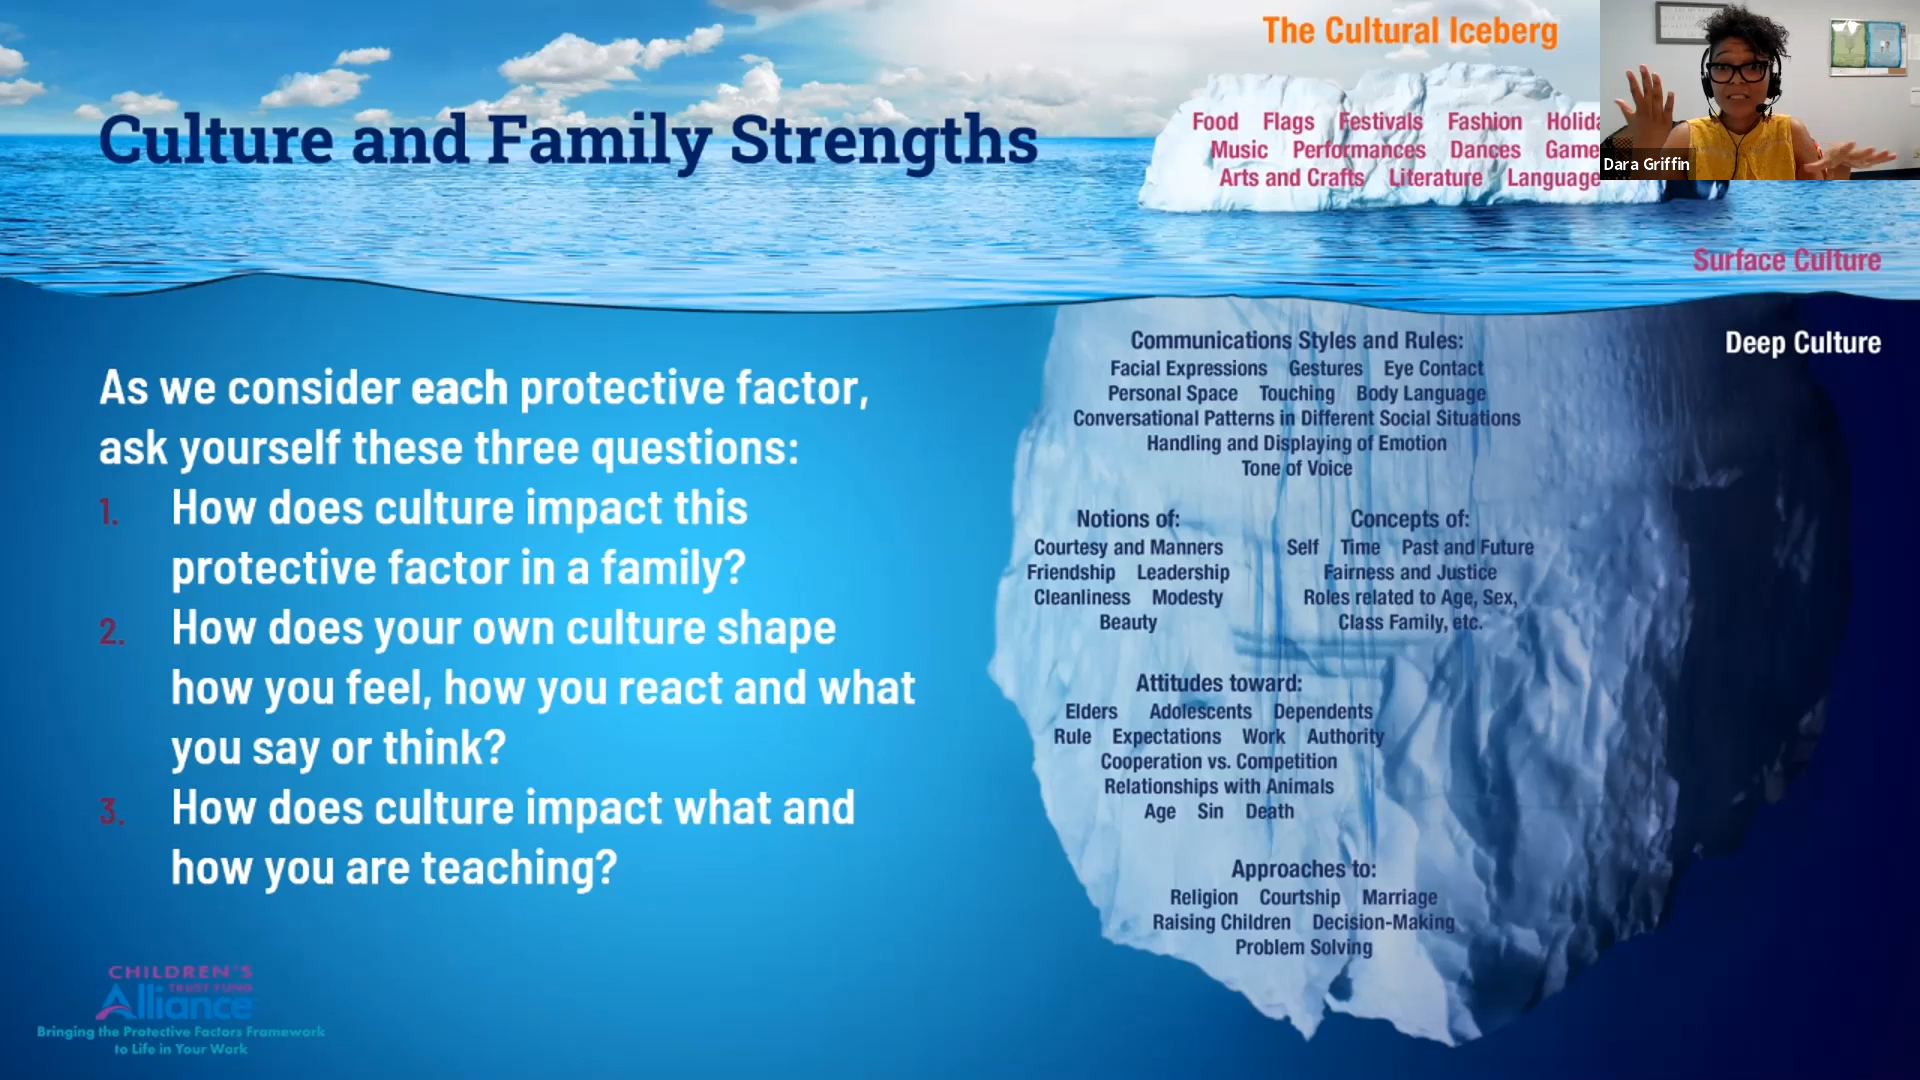 The Cultural Iceberg
Culture and Family Strengths
Food Flags Festivals Fashion
Music Performances Dances
Arts and Crafts Literature Language
Dara Griffin
Surface Culture
Deep Culture
As we consider each protective factor,
ask yourself these three questions:
1. How does culture impact this
protective factor in a family?
2. How does your own culture shape
how you feel, how you react and what
you say or think?
3. How does culture impact what and
how you are teaching?
Communications Styles and Rules:
Facial Expressions Gestures Eye Contact
Personal Space Touching Body Language
Conversational Patterns in Different Social Situations
Handling and Displaying of Emotion
Tone of Voice
Notions of:
Courtesy and Manners
Friendship Leadership
Cleanliness Modesty
Beauty
Concepts of:
Self Time Past and Future
Fairness and Justice
Roles related to Age, Sex,
Class Family, etc.
Attitudes toward:
Elders Adolescents Dependents
Rule Expectations Work Authority
Cooperation vs. Competition
Relationships with Animals
Age Sin Death
Approaches to:
Religion Courtship Marriage
Raising Children Decision-Making
Problem Solving
CHILDREN'S
TRUST FUND
Alliance
Bringing the Protective Factors Framework
to Life in Your Work